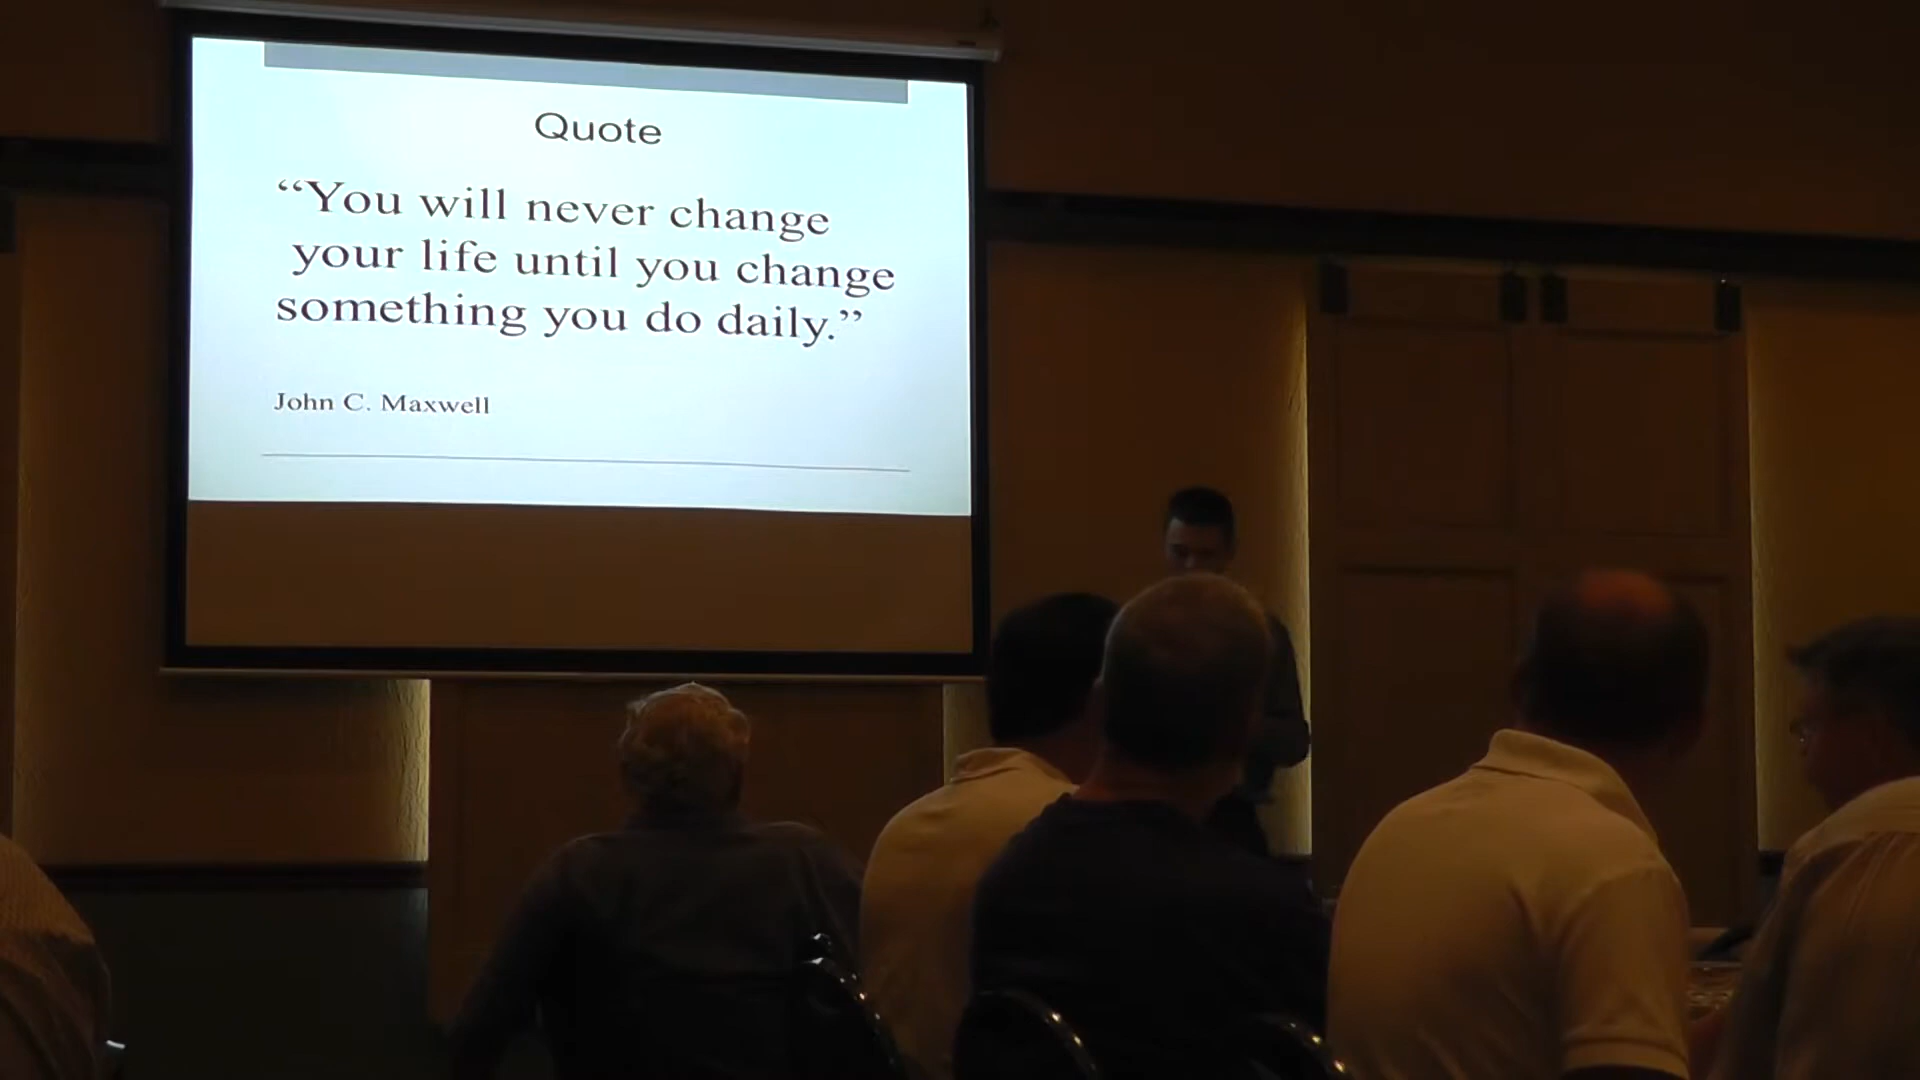 Quote
“You will never change
your life until you change
something you do daily.”
John C. Maxwell